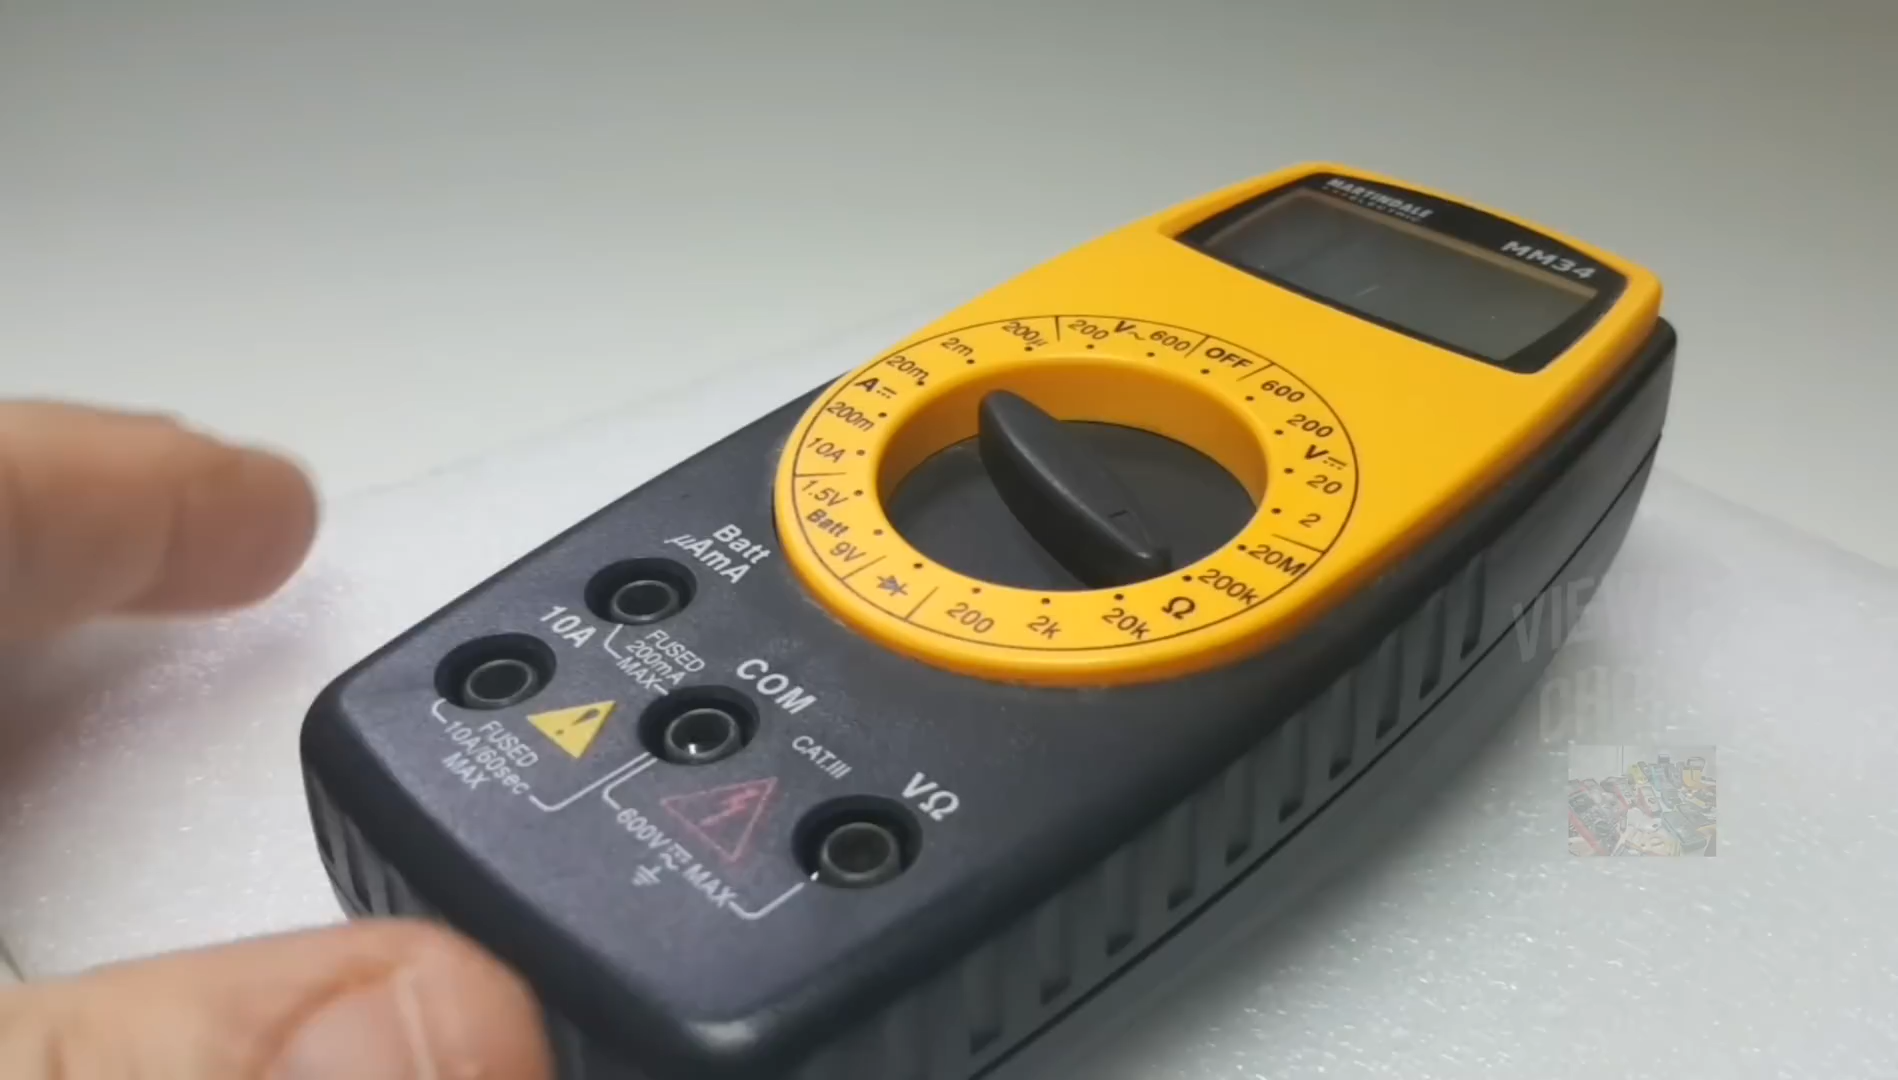 MARTINDALE
ELECTRIC
MM34
200μ
200 V~ 600
OFF
600
200
V⎓
20
2
20M
200k
Ω
20k
2k
200
9V
Batt
1.5V
10A
200m
A⎓
20m
2m
Batt
μAmA
10A
FUSED
200mA
MAX
COM
CAT.III
VΩ
FUSED
10A/60sec
MAX
600V⎓~ MAX